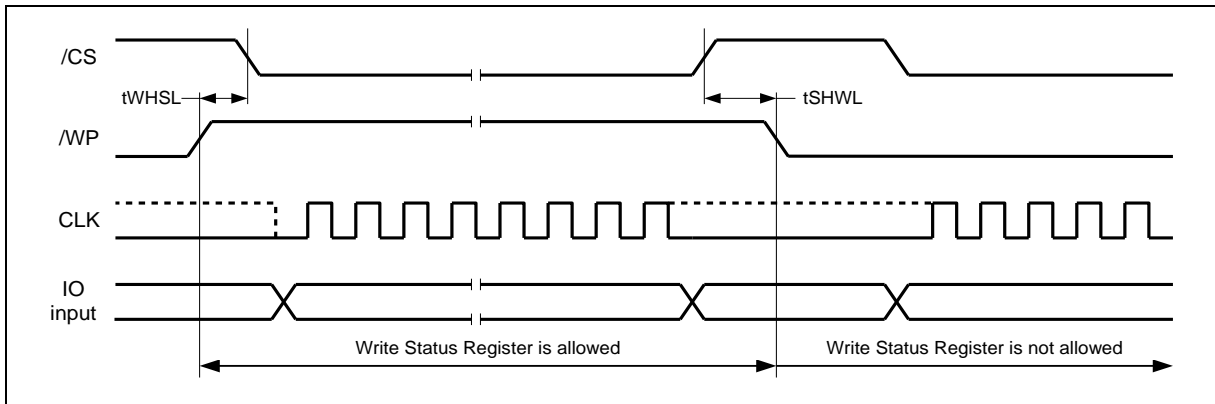 /CS
tWHSL
tSHWL
/WP
CLK
IO
input
Write Status Register is allowed
Write Status Register is not allowed